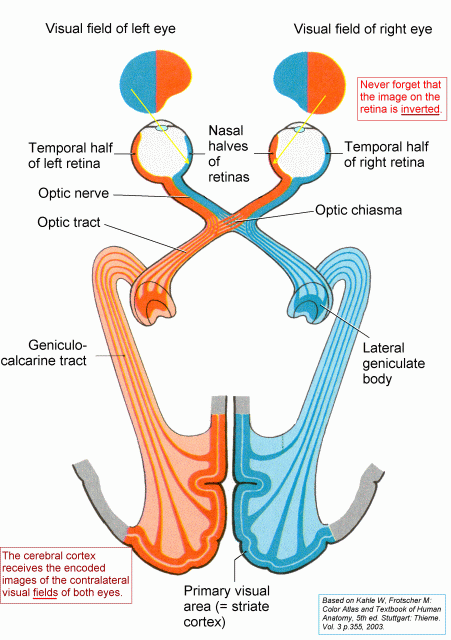 Visual field of left eye
Visual field of right eye
Never forget that
the image on the
retina is inverted.
Temporal half
of left retina
Nasal
halves
of
retinas
Temporal half
of right retina
Optic nerve
Optic chiasma
Optic tract
Geniculo-
calcarine tract
Lateral
geniculate
body
The cerebral cortex
receives the encoded
images of the contralateral
visual fields of both eyes.
Primary visual
area (= striate
cortex)
Based on Kahle W, Frotscher M:
Color Atlas and Textbook of Human
Anatomy, 5th ed. Stuttgart: Thieme.
Vol. 3 p.355, 2003.